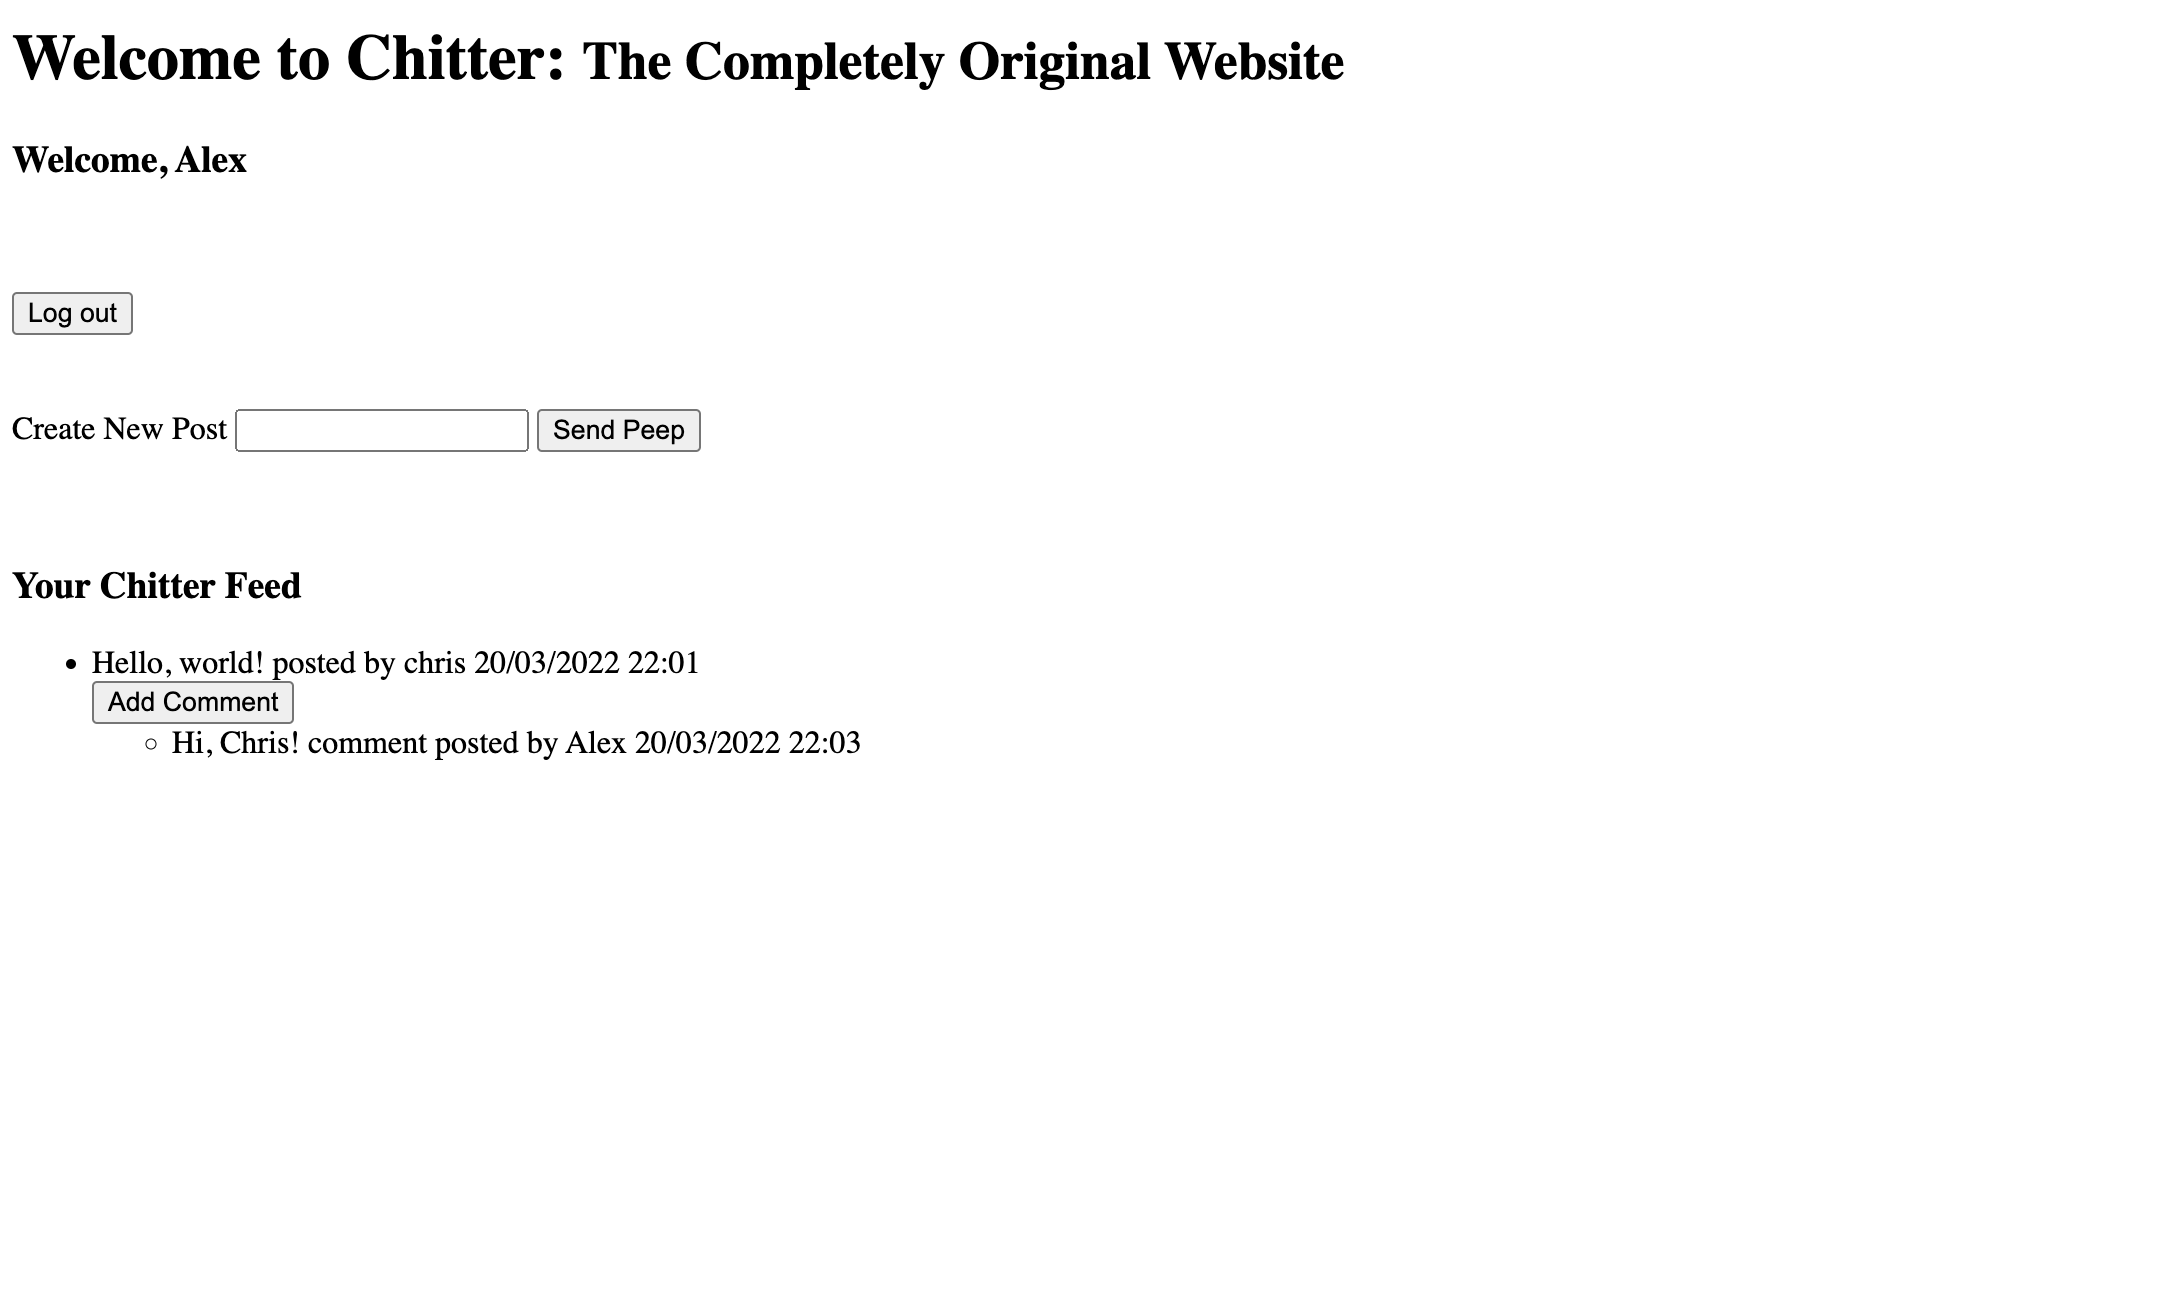 Welcome to Chitter: The Completely Original Website
Welcome, Alex
Log out
Create New Post Send Peep
Your Chitter Feed
Hello, world! posted by chris 20/03/2022 22:01
Add Comment
Hi, Chris! comment posted by Alex 20/03/2022 22:03